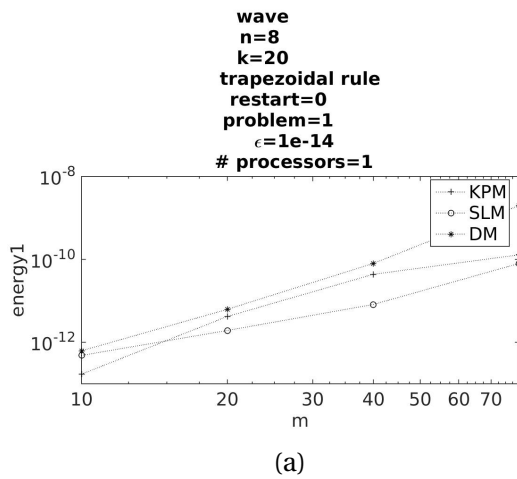 wave
n=8
k=20
trapezoidal rule
restart=0
problem=1
ϵ=1e-14
# processors=1
10⁻⁸
10⁻¹⁰
10⁻¹²
energy1
KPM
SLM
DM
10 20 30 40 50 60 70
m
(a)